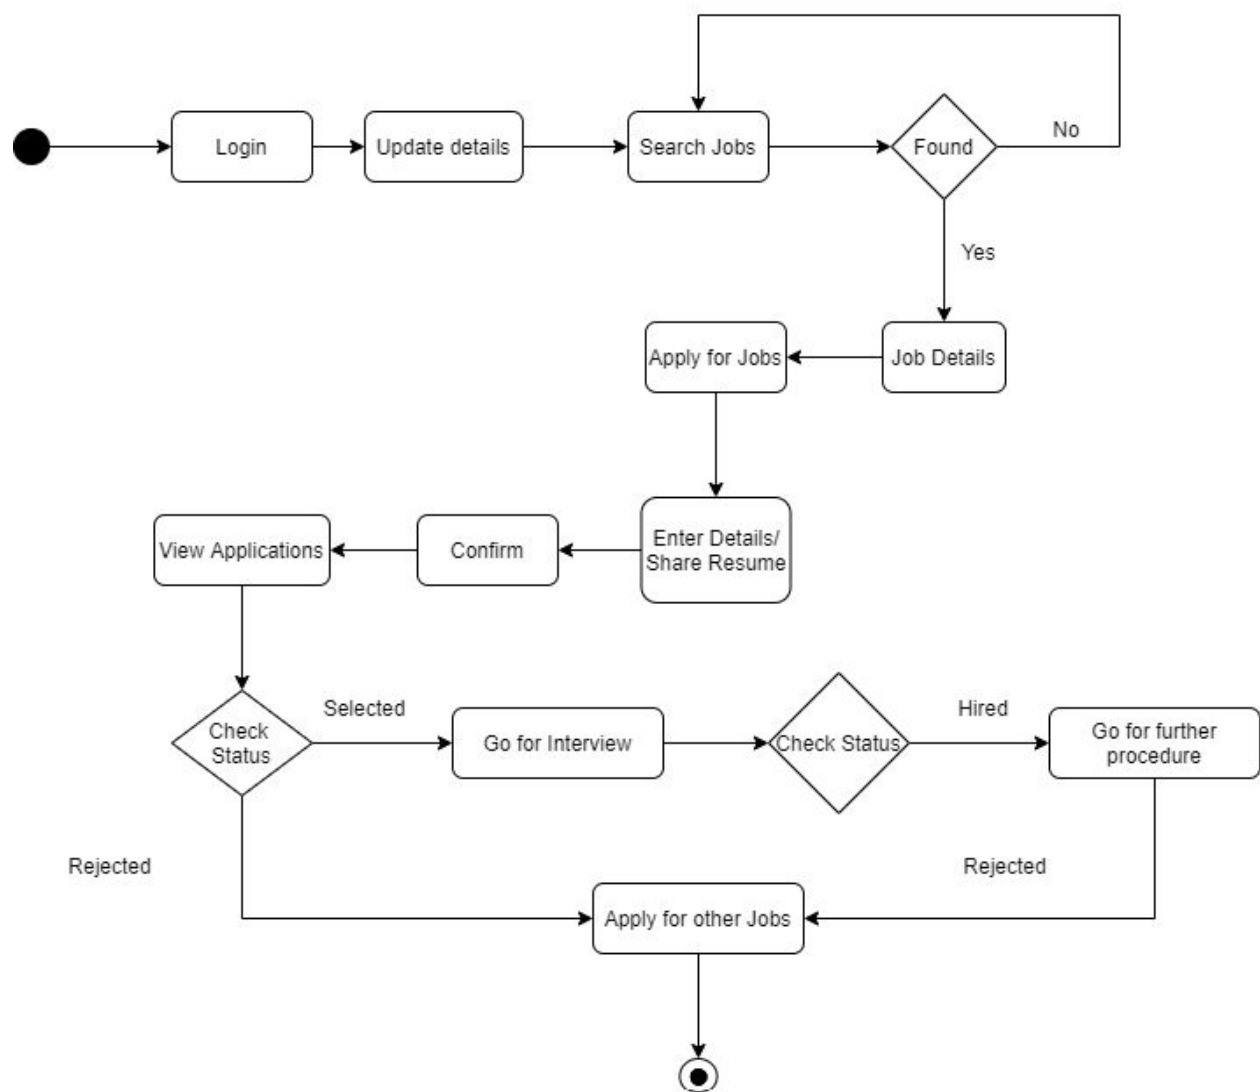 Login
Update details
Search Jobs
Found
No
Yes
Apply for Jobs
Job Details
View Applications
Confirm
Enter Details/
Share Resume
Check
Status
Selected
Go for Interview
Check Status
Hired
Go for further
procedure
Rejected
Rejected
Apply for other Jobs